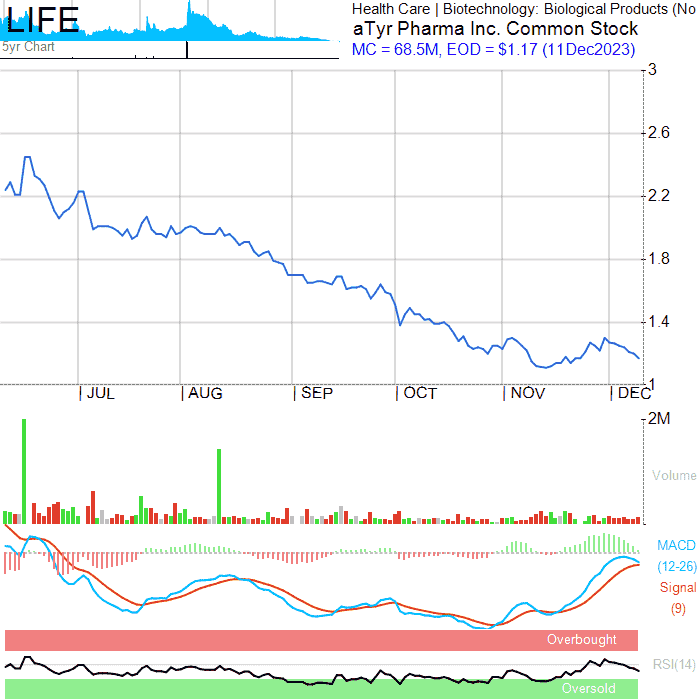 LIFE
5yr Chart
Health Care | Biotechnology: Biological Products (No
aTyr Pharma Inc. Common Stock
MC = 68.5M, EOD = $1.17 (11Dec2023)
3
2.6
2.2
1.8
1.4
1
JUL AUG SEP OCT NOV DEC
2M
Volume
MACD
(12-26)
Signal
(9)
Overbought
RSI(14)
Oversold